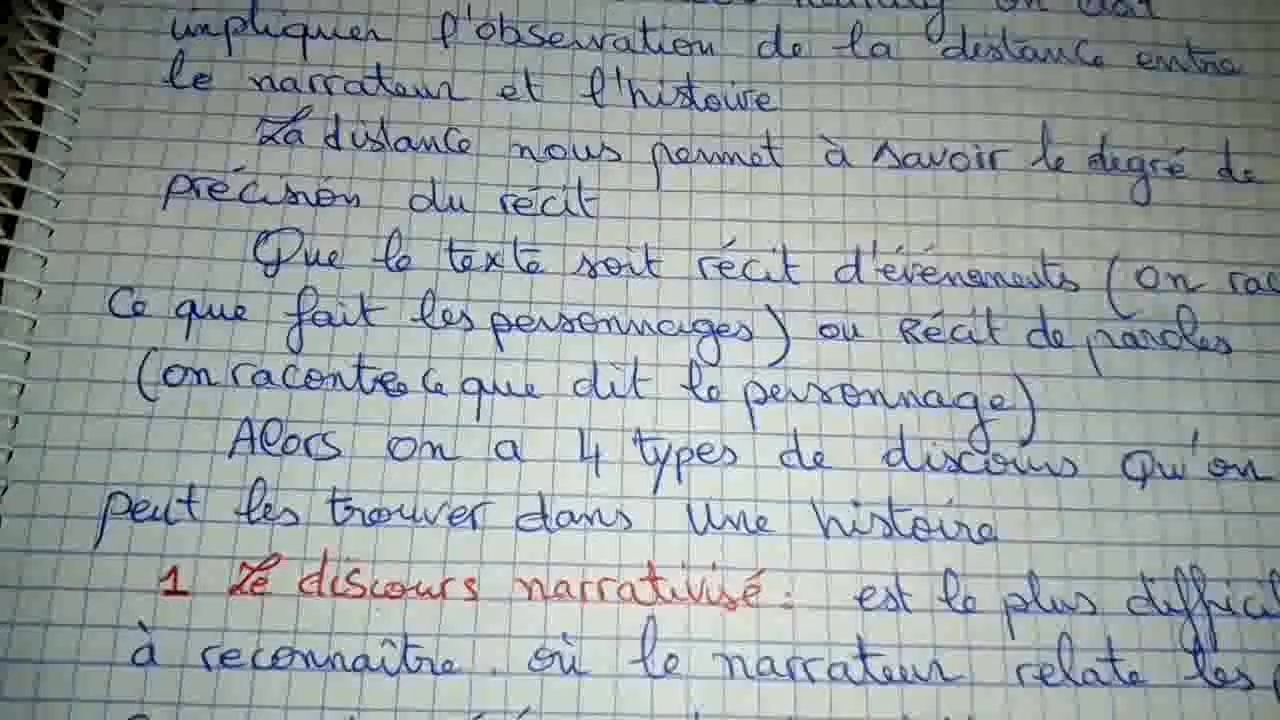 impliquer l'observation de la distance entre
le narrateur et l'histoire
La distance nous permet à savoir le degré de
précision du récit
Que le texte soit récit d'événements (on rac
ce que fait les personnages) ou Récit de paroles
(on raconte ce que dit le personnage)
Alors on a 4 types de discours qu'on
peut les trouver dans une histoire
1 Le discours narrativisé : est le plus difficil
à reconnaître. où le narrateur relate les